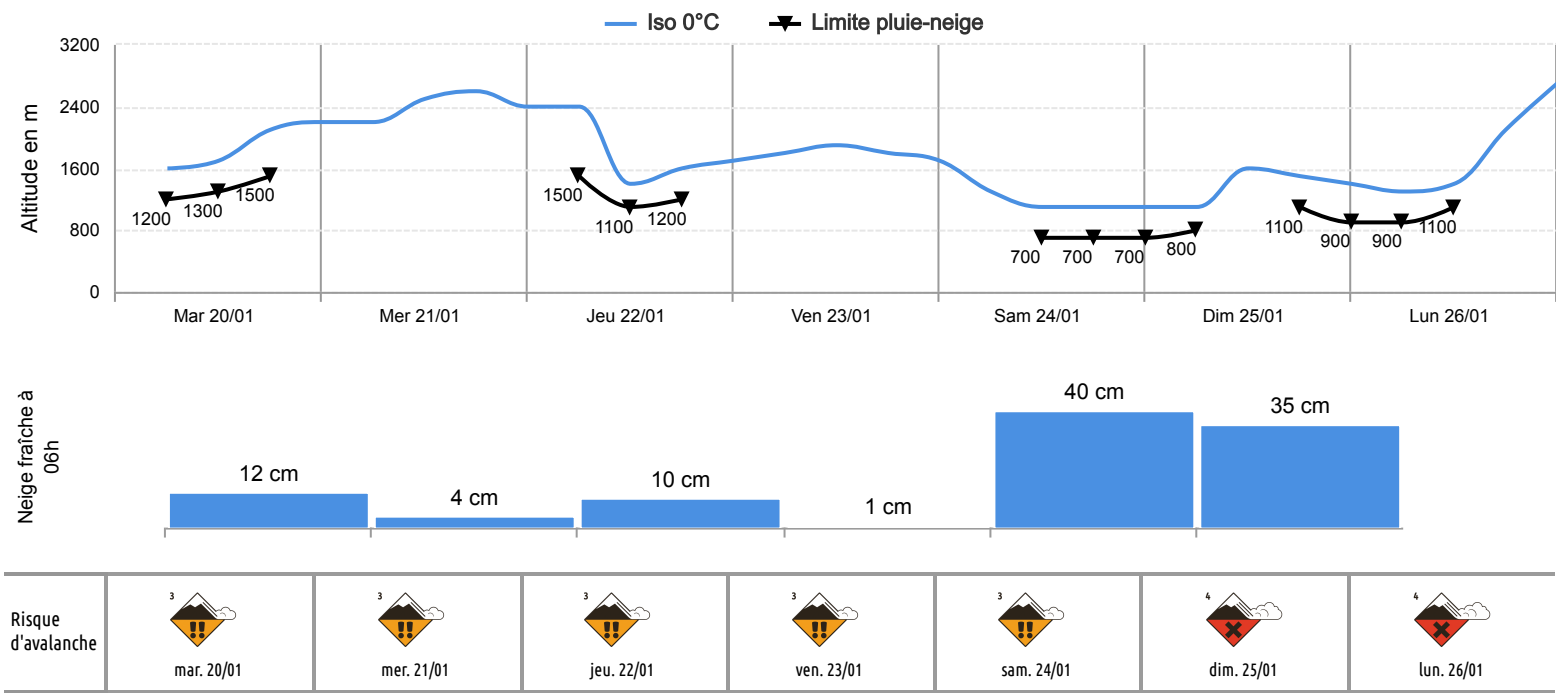 Iso 0°C
Limite pluie-neige
Altitude en m
3200
2400
1600
800
0
1200
1300
1500
1500
1100
1200
700
700
700
800
1100
900
900
1100
Mar 20/01
Mer 21/01
Jeu 22/01
Ven 23/01
Sam 24/01
Dim 25/01
Lun 26/01
Neige fraîche à
06h
12 cm
4 cm
10 cm
1 cm
40 cm
35 cm
Risque
d'avalanche
3
!!
mar. 20/01
3
!!
mer. 21/01
3
!!
jeu. 22/01
3
!!
ven. 23/01
3
!!
sam. 24/01
4
dim. 25/01
4
lun. 26/01